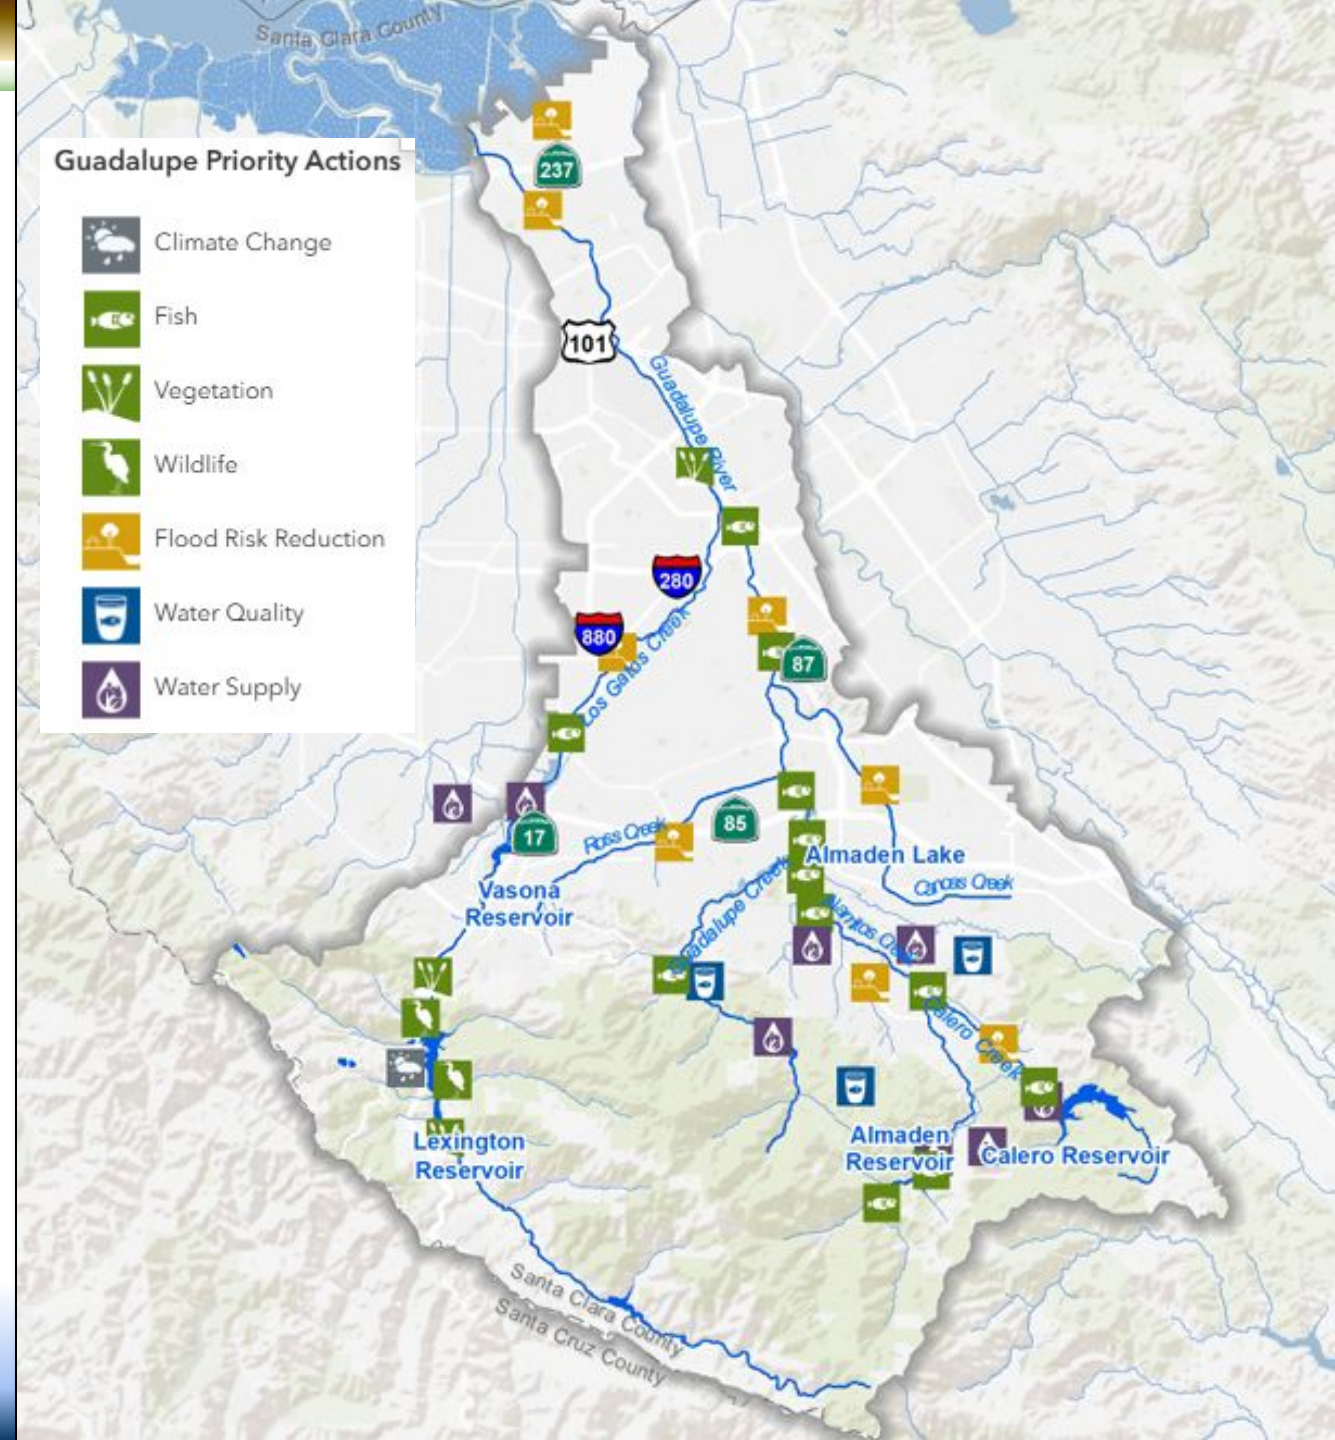 Santa Clara County
Guadalupe Priority Actions
Climate Change
Fish
Vegetation
Wildlife
Flood Risk Reduction
Water Quality
Water Supply
237
101
Guadalupe River
280
880
Los Gatos Creek
87
17
Ross Creek
85
Almaden Lake
Canoas Creek
Vasona
Reservoir
Guadalupe Creek
Alamitos Creek
Calero Creek
Lexington
Reservoir
Almaden
Reservoir
Calero Reservoir
Santa Clara County
Santa Cruz County